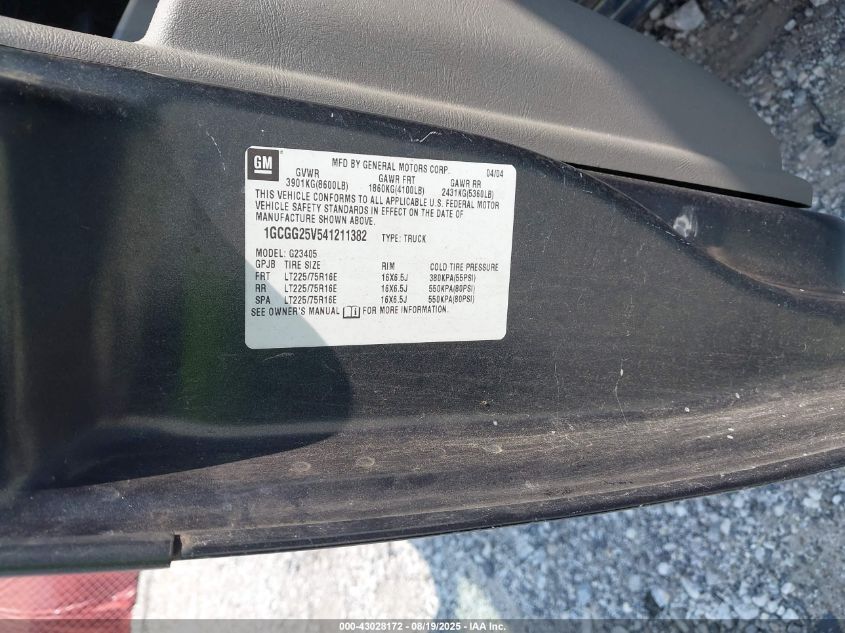 GM
MFD BY GENERAL MOTORS CORP. 04/04
GVWR GAWR FRT GAWR RR
3901KG(8600LB) 1860KG(4100LB) 2431KG(5360LB)
THIS VEHICLE CONFORMS TO ALL APPLICABLE U.S. FEDERAL MOTOR
VEHICLE SAFETY STANDARDS IN EFFECT ON THE DATE OF
MANUFACTURE SHOWN ABOVE.
1GCGG25V541211382 TYPE: TRUCK
MODEL: G23405
GPJB TIRE SIZE RIM COLD TIRE PRESSURE
FRT LT225/75R16E 16X6.5J 380KPA(55PSI)
RR LT225/75R16E 16X6.5J 550KPA(80PSI)
SPA LT225/75R16E 16X6.5J 550KPA(80PSI)
SEE OWNER'S MANUAL FOR MORE INFORMATION.
000-43028172 - 08/19/2025 - IAA Inc.